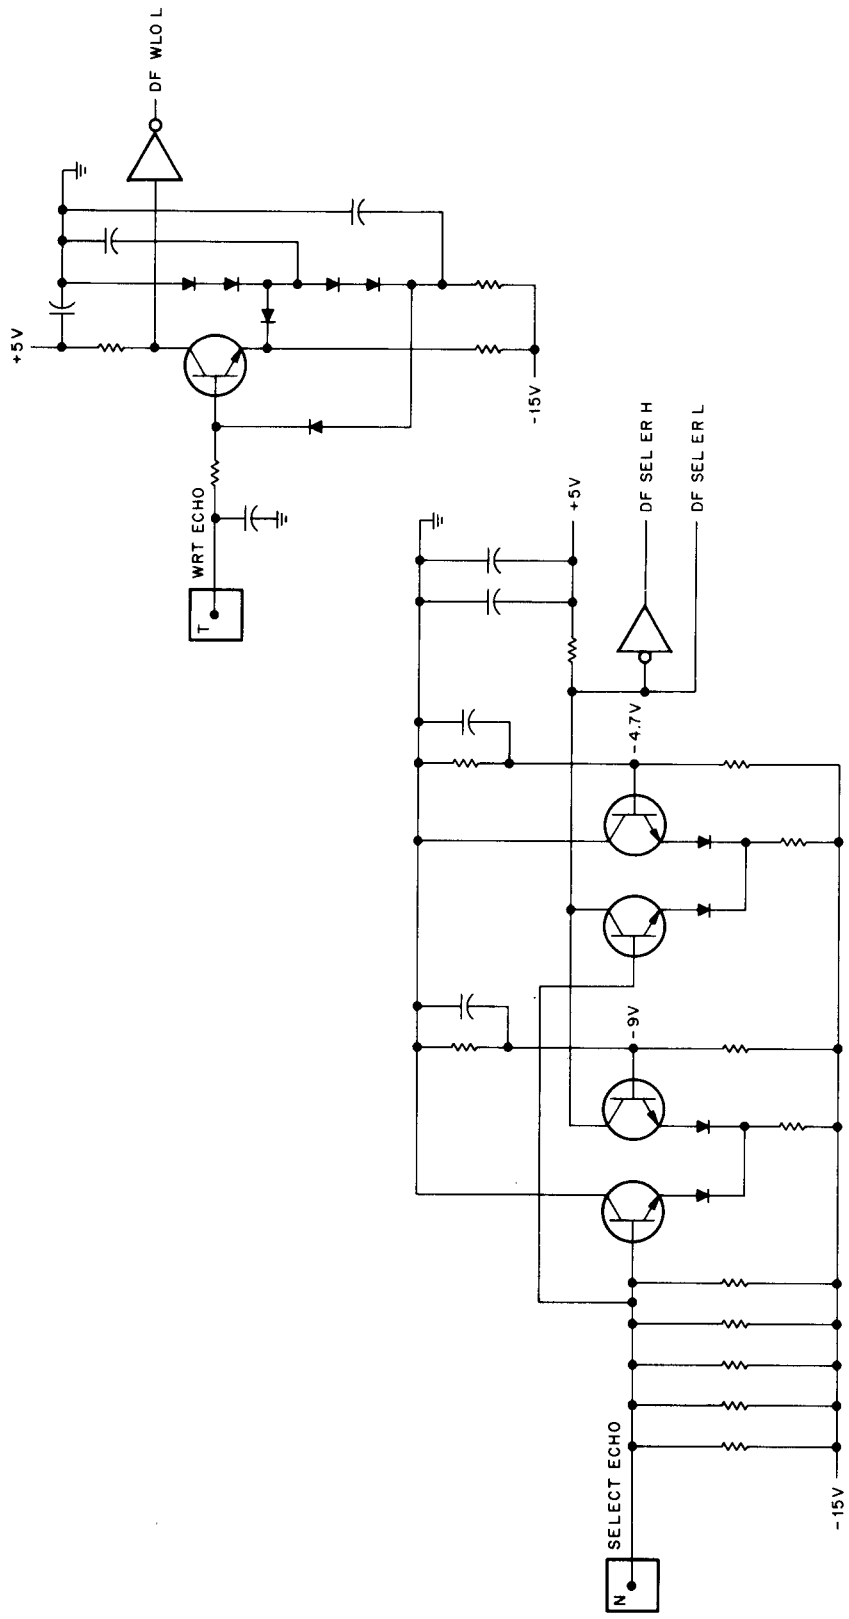 +5V
DF WLO L
T
WRT ECHO
-15V
+5V
DF SEL ER H
DF SEL ER L
-4.7V
-9V
N
SELECT ECHO
-15V